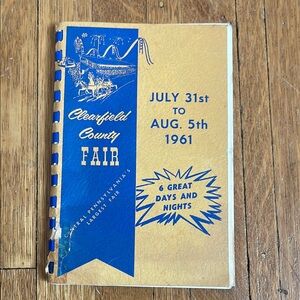 Clearfield
County
FAIR
CENTRAL PENNSYLVANIA'S
LARGEST FAIR
JULY 31st
TO
AUG. 5th
1961
6 GREAT
DAYS AND
NIGHTS